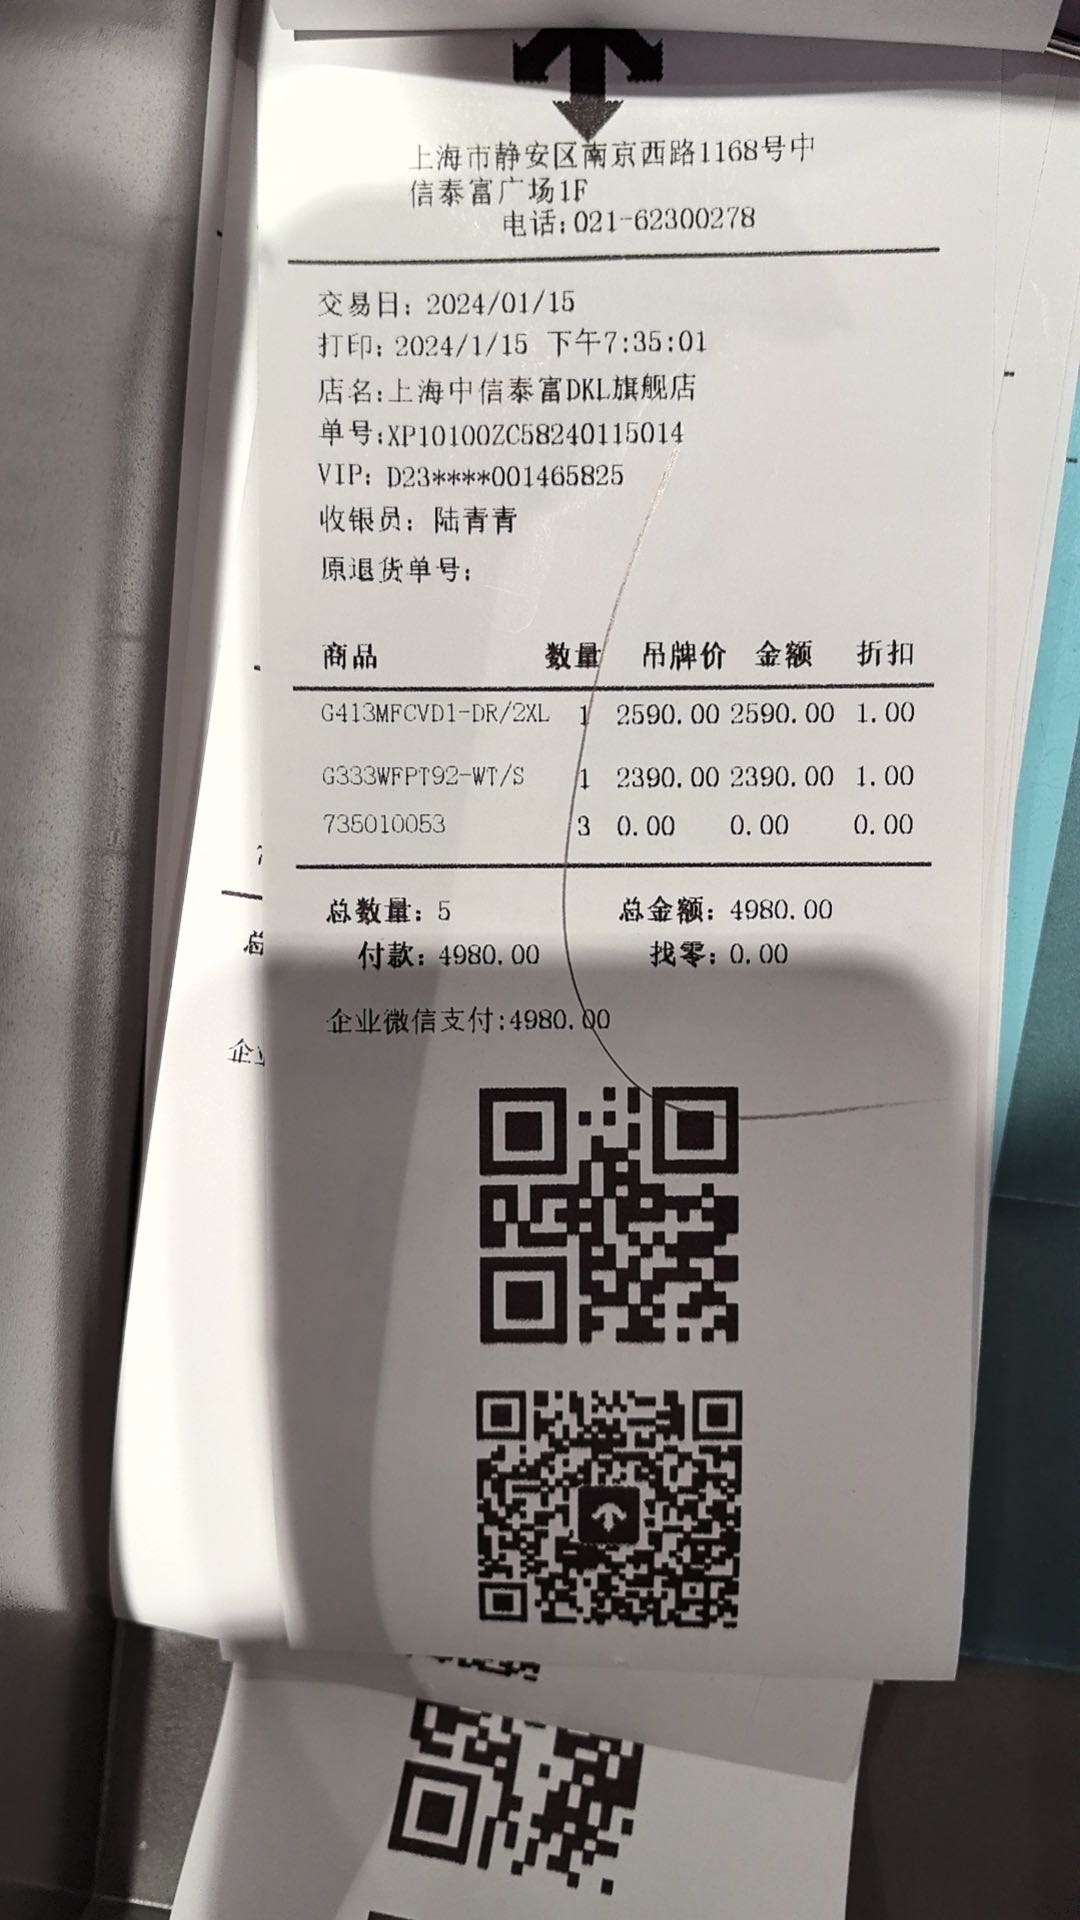 上海市静安区南京西路1168号中
信泰富广场1F
电话:021-62300278
交易日: 2024/01/15
打印: 2024/1/15 下午7:35:01
店名:上海中信泰富DKL旗舰店
单号:XP10100ZC58240115014
VIP: D23****001465825
收银员: 陆青青
原退货单号:
商品 数量 吊牌价 金额 折扣
G413MFCVD1-DR/2XL 1 2590.00 2590.00 1.00
G333WFPT92-WT/S 1 2390.00 2390.00 1.00
735010053 3 0.00 0.00 0.00
总数量: 5 总金额: 4980.00
付款: 4980.00 找零: 0.00
企业微信支付:4980.00